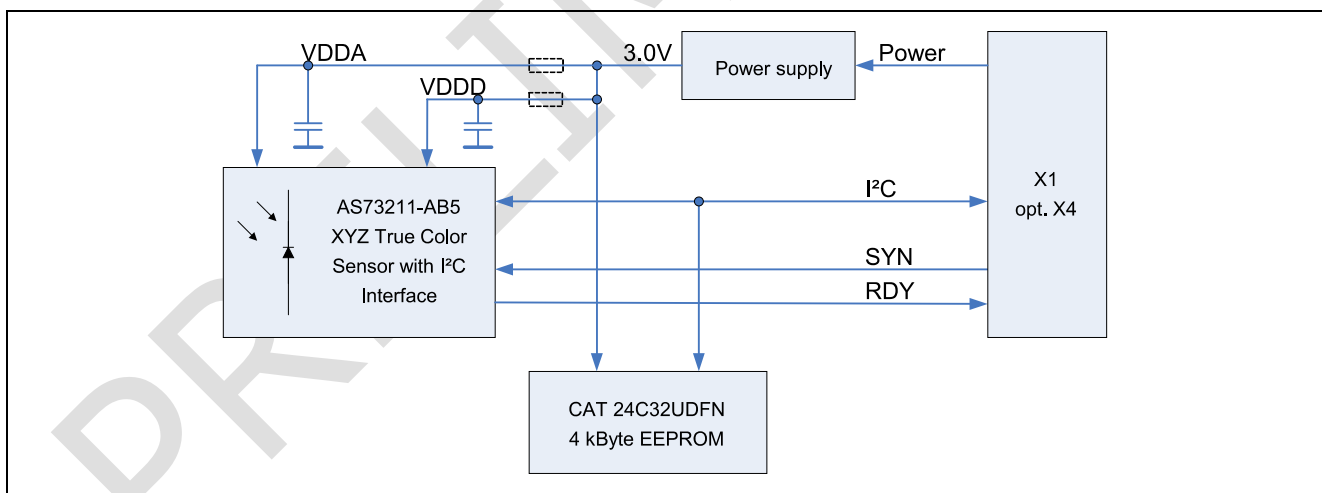 VDDA
3.0V
Power supply
Power
VDDD
X1
opt. X4
I²C
AS73211-AB5
XYZ True Color
Sensor with I²C
Interface
SYN
RDY
CAT 24C32UDFN
4 kByte EEPROM